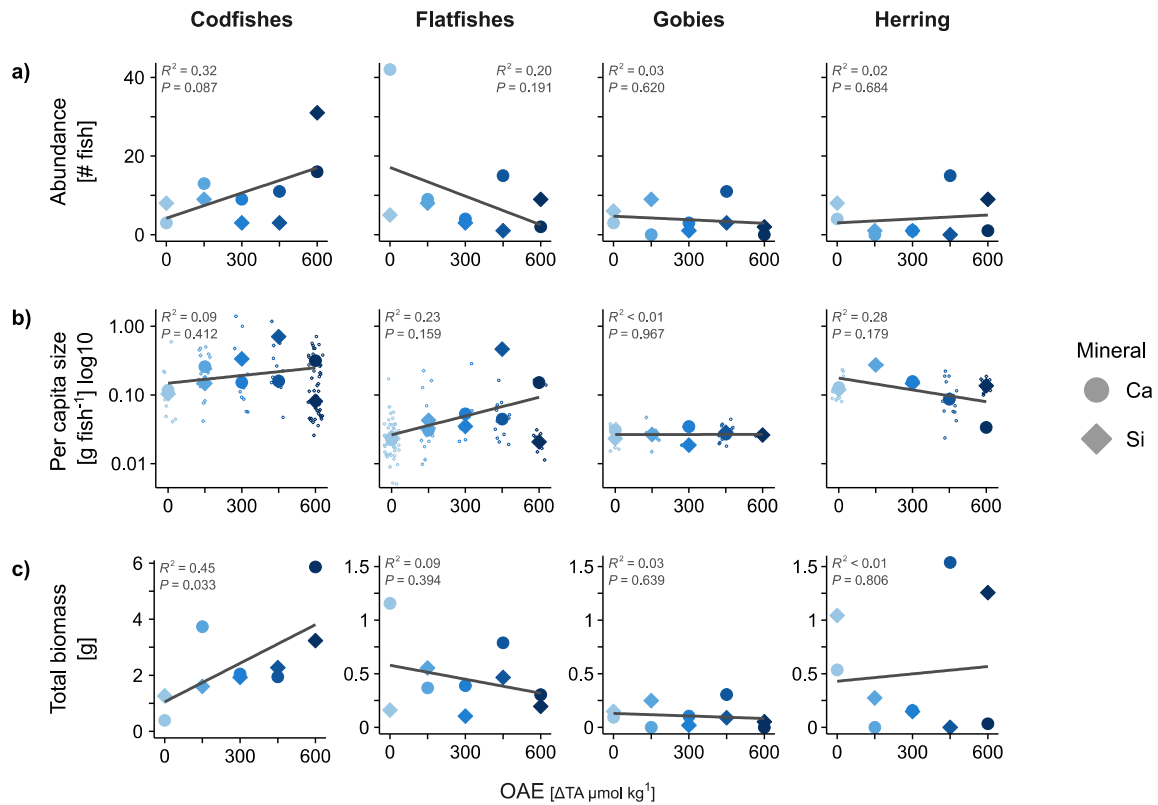 Codfishes Flatfishes Gobies Herring
a)
Abundance
[# fish]
40
20
0
R² = 0.32
P = 0.087
R² = 0.20
P = 0.191
R² = 0.03
P = 0.620
R² = 0.02
P = 0.684
0 300 600 0 300 600 0 300 600 0 300 600
b)
Per capita size
[g fish⁻¹] log10
1.00
0.10
0.01
R² = 0.09
P = 0.412
R² = 0.23
P = 0.159
R² < 0.01
P = 0.967
R² = 0.28
P = 0.179
0 300 600 0 300 600 0 300 600 0 300 600
Mineral
Ca
Si
c)
Total biomass
[g]
6
4
2
0
R² = 0.45
P = 0.033
1.5
1
0.5
0
R² = 0.09
P = 0.394
1.5
1
0.5
0
R² = 0.03
P = 0.639
1.5
1
0.5
0
R² < 0.01
P = 0.806
0 300 600 0 300 600 0 300 600 0 300 600
OAE [ΔTA µmol kg¹]